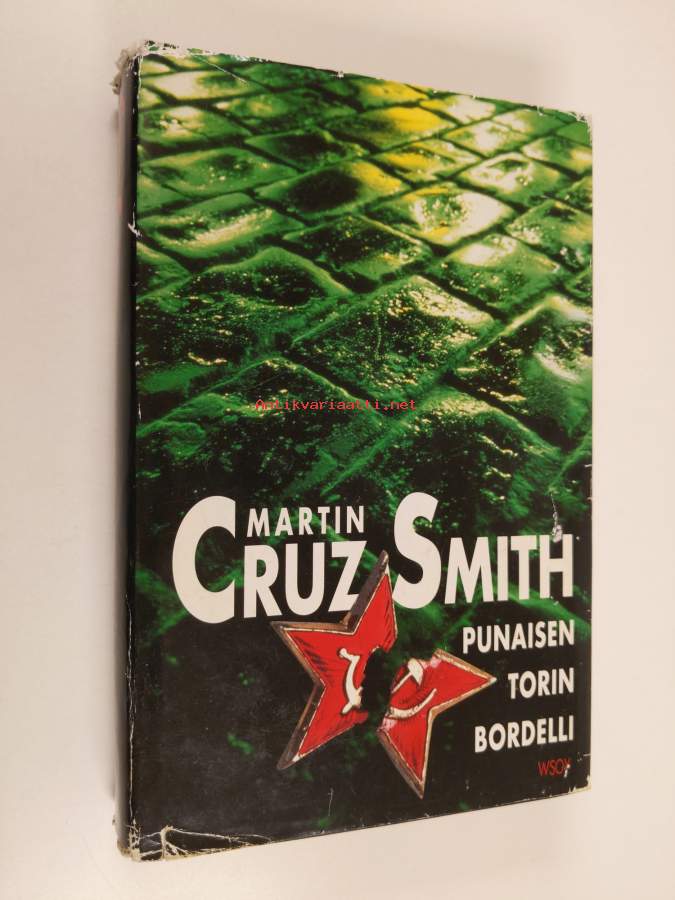 Antikvariaatti.net
MARTIN
CRUZ SMITH
PUNAISEN
TORIN
BORDELLI
WSOY